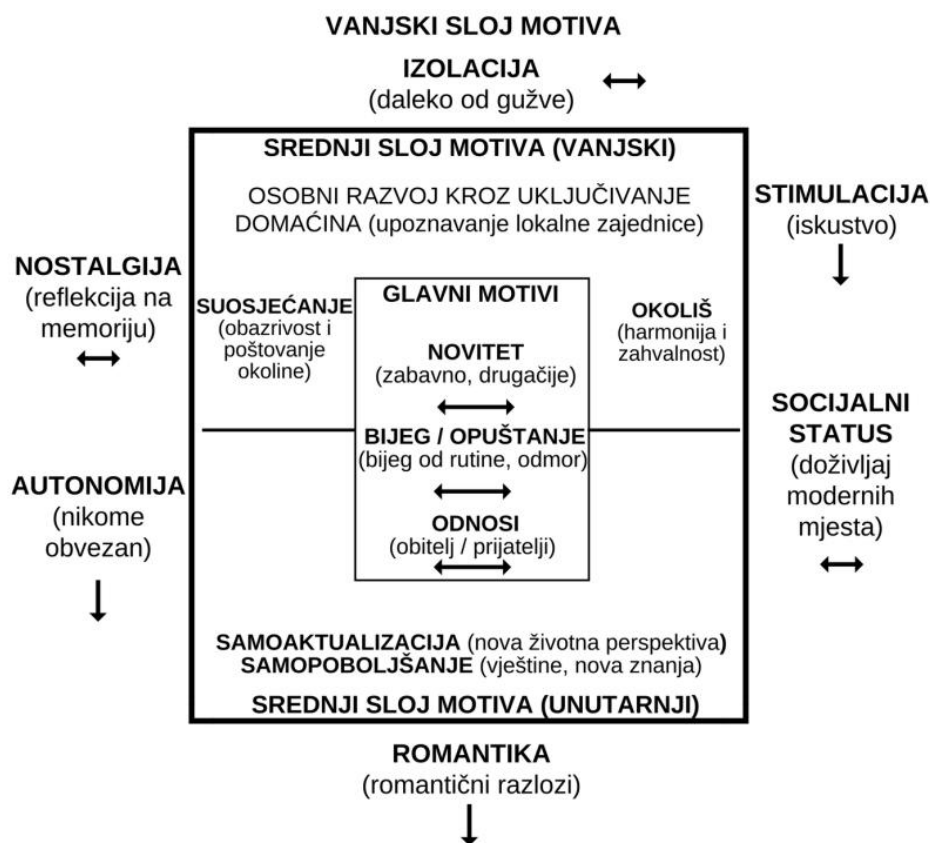 VANJSKI SLOJ MOTIVA
IZOLACIJA
(daleko od gužve)
SREDNJI SLOJ MOTIVA (VANJSKI)
OSOBNI RAZVOJ KROZ UKLJUČIVANJE
DOMAĆINA (upoznavanje lokalne zajednice)
STIMULACIJA
(iskustvo)
NOSTALGIJA
(reflekcija na
memoriju)
SUOSJEĆANJE
(obazrivost i
poštovanje
okoline)
GLAVNI MOTIVI
NOVITET
(zabavno, drugačije)
BIJEG / OPUŠTANJE
(bijeg od rutine, odmor)
ODNOSI
(obitelj / prijatelji)
OKOLIŠ
(harmonija i
zahvalnost)
SOCIJALNI
STATUS
(doživljaj
modernih
mjesta)
AUTONOMIJA
(nikome
obvezan)
SAMOAKTUALIZACIJA (nova životna perspektiva)
SAMOPOBOLJŠANJE (vještine, nova znanja)
SREDNJI SLOJ MOTIVA (UNUTARNJI)
ROMANTIKA
(romantični razlozi)